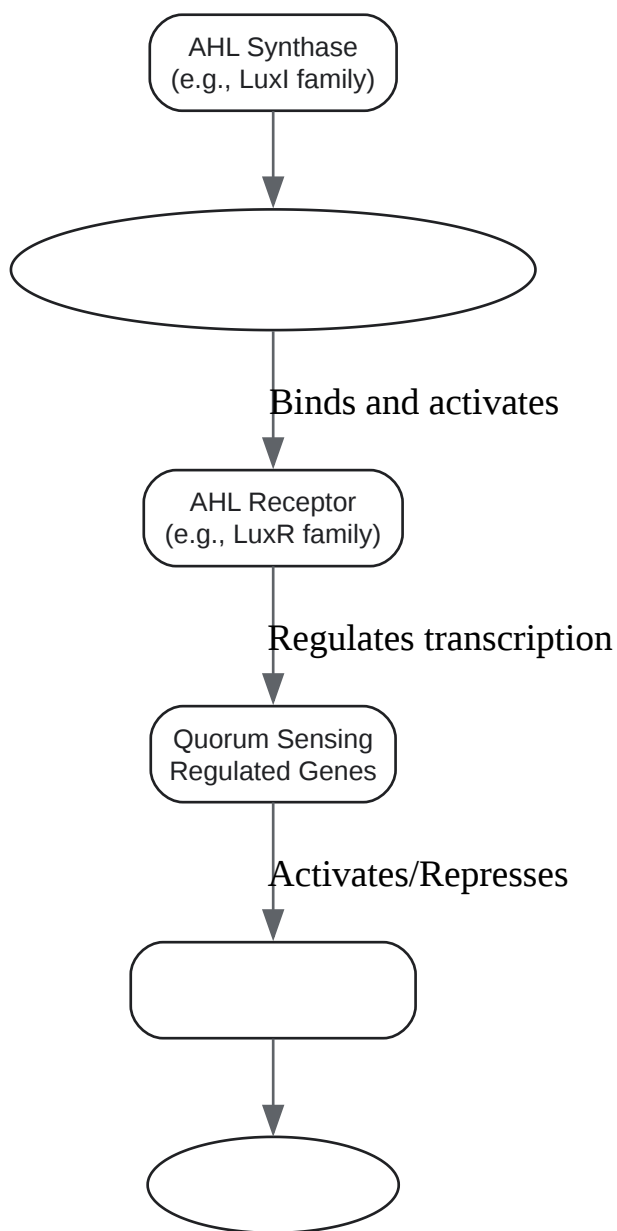 AHL Synthase
(e.g., LuxI family)
Binds and activates
AHL Receptor
(e.g., LuxR family)
Regulates transcription
Quorum Sensing
Regulated Genes
Activates/Represses